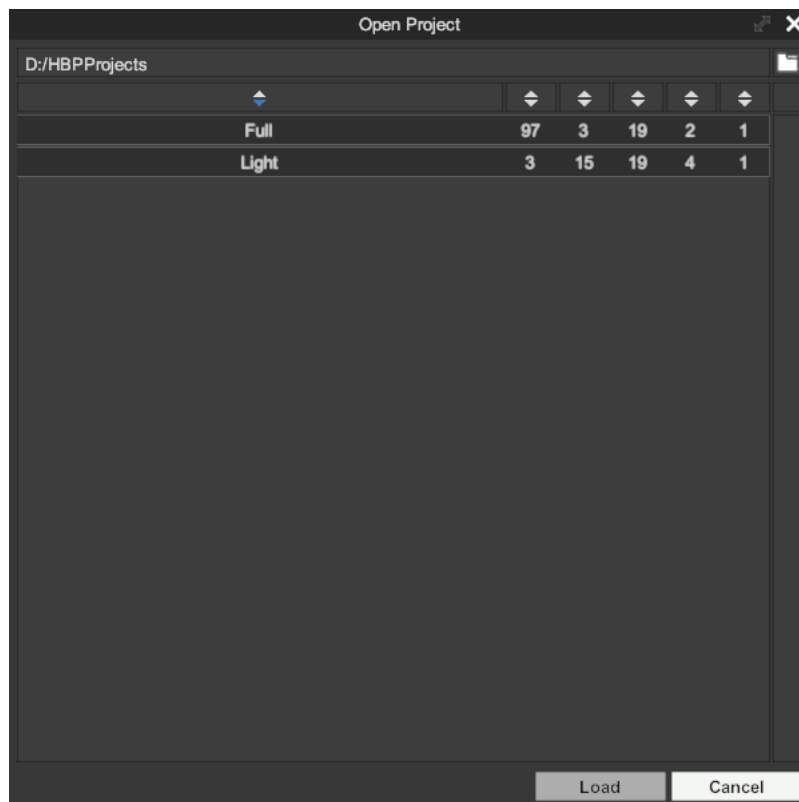 Open Project
D:/HBPProjects
Full 97 3 19 2 1
Light 3 15 19 4 1
Load Cancel